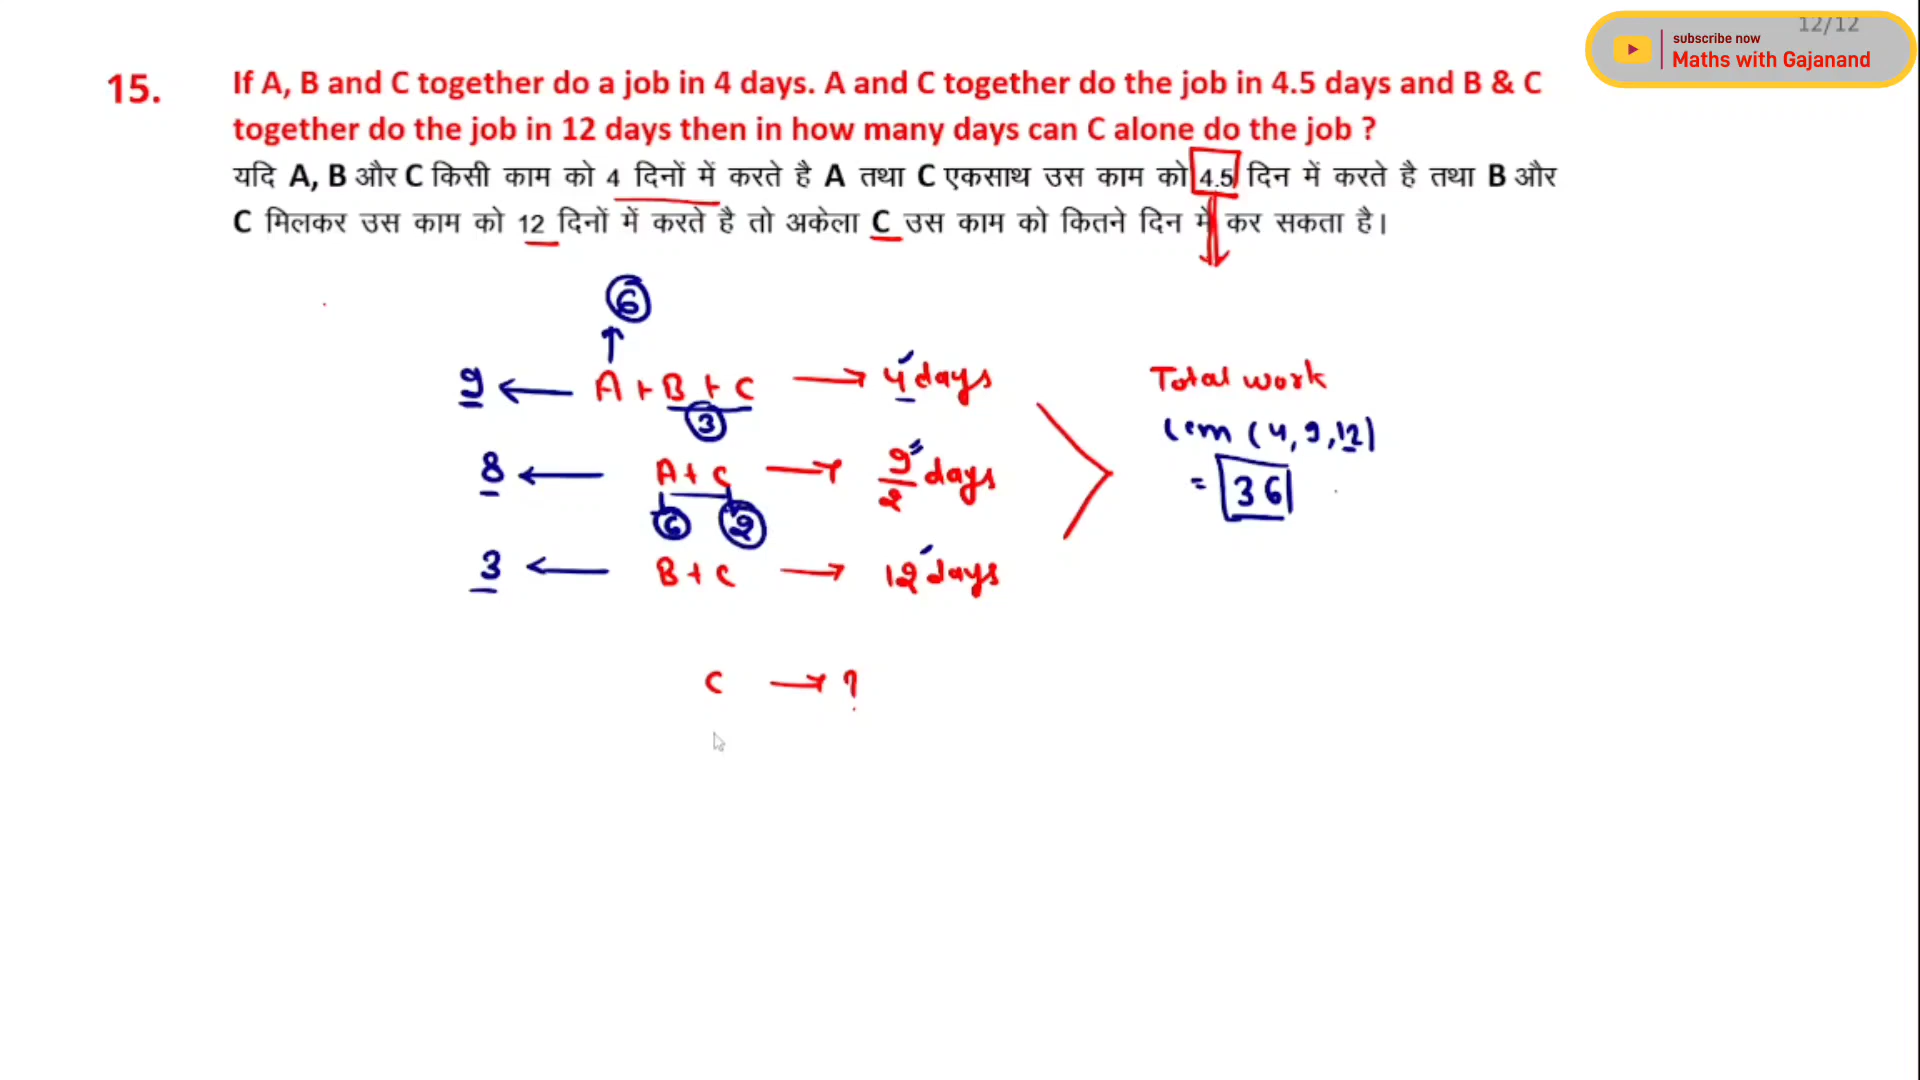 12/12
subscribe now
Maths with Gajanand
15. If A, B and C together do a job in 4 days. A and C together do the job in 4.5 days and B & C
together do the job in 12 days then in how many days can C alone do the job ?
यदि A, B और C किसी काम को 4 दिनों में करते है A तथा C एकसाथ उस काम को 4.5 दिन में करते है तथा B और
C मिलकर उस काम को 12 दिनों में करते है तो अकेला C उस काम को कितने दिन में कर सकता है।
6
9 ← A + B + C → 4 days
3
8 ← A + C → 9/2 days
6 2
3 ← B + C → 12 days
Total work
Lcm (4, 9, 12)
= 36
C → ?